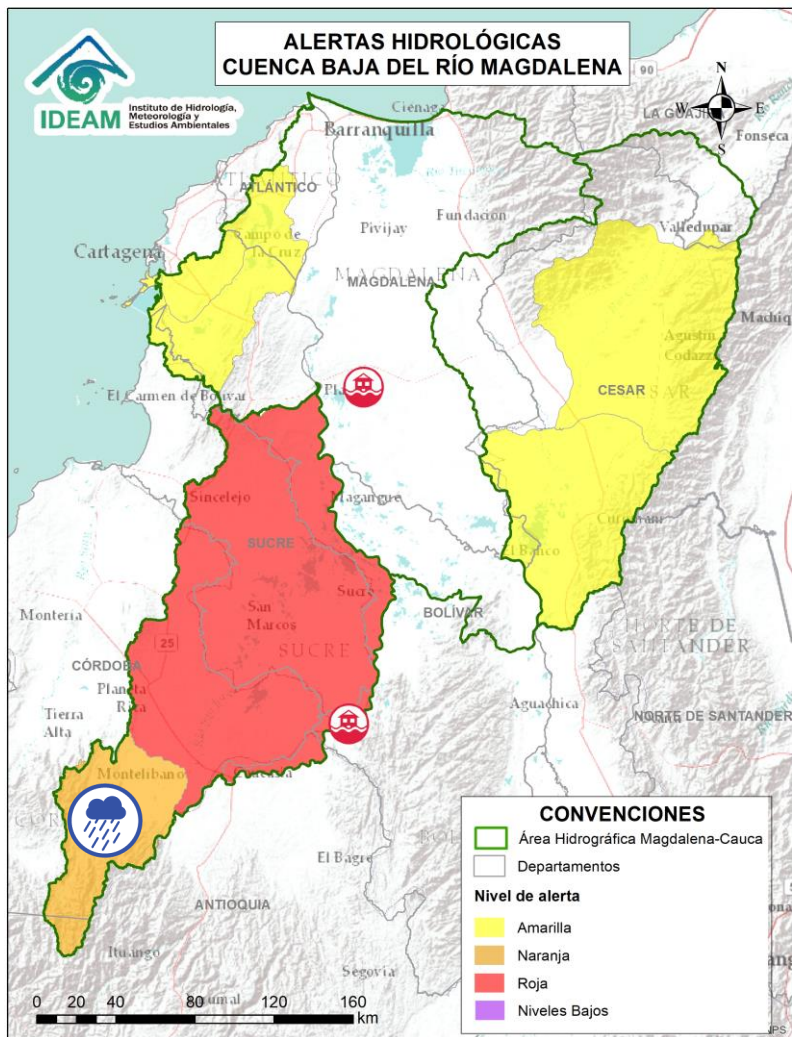 ALERTAS HIDROLÓGICAS
CUENCA BAJA DEL RÍO MAGDALENA
IDEAM
Instituto de Hidrología,
Meteorología y
Estudios Ambientales
N
W
E
S
90
Ciénaga
LA GUAJIRA
Barranquilla
Fonseca
ATLÁNTICO
ATLÁNTICO
Fundación
Valledupar
Pivijay
Campo de
la Cruz
Cartagena
MAGDALENA
MAGDALENA
Agustín
Codazzi
CESAR
El Carmen de Bolívar
Sincelejo
Magangué
SUCRE
El Banco
Sucre
BOLÍVAR
San
Marcos
Montería
NORTE DE
SANTANDER
25
SUCRE
CÓRDOBA
Planeta
Rica
Aguachica
Tierra
Alta
NORTE DE SANTANDER
Montelíbano
Caucasia
El Bagre
ANTIOQUIA
Ituango
Segovia
0 20 40 80 120 160
km
CONVENCIONES
Área Hidrográfica Magdalena-Cauca
Departamentos
Nivel de alerta
Amarilla
Naranja
Roja
Niveles Bajos